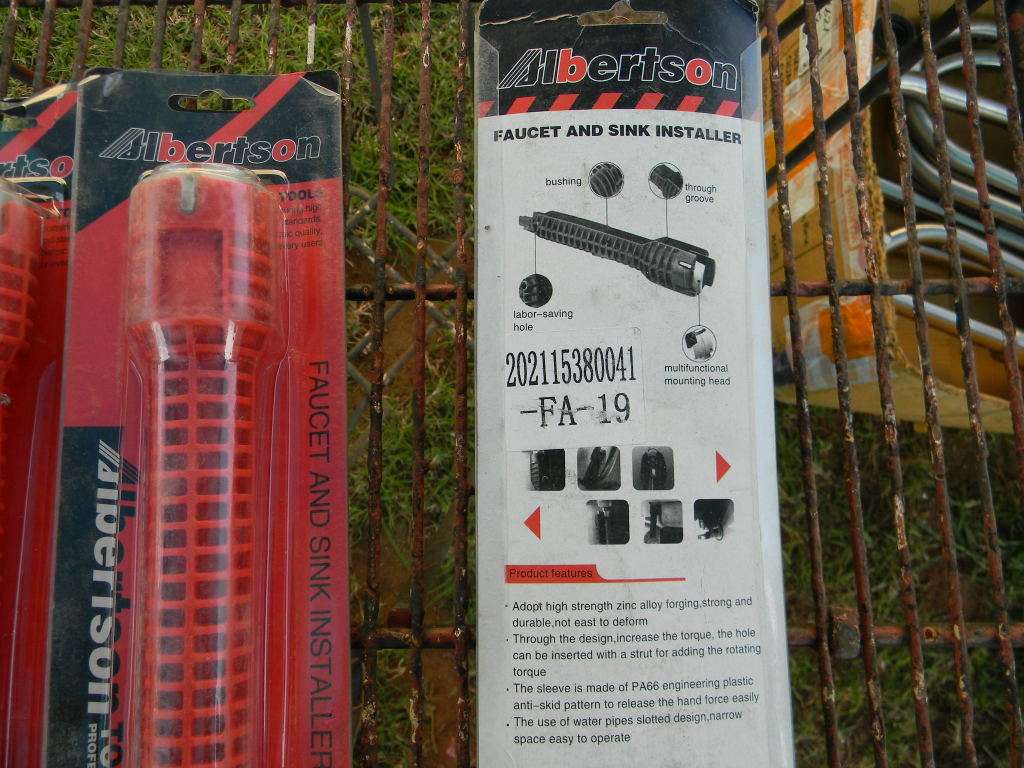 Albertson
TOOLS
FAUCET AND SINK INSTALLER
Albertson
Albertson
FAUCET AND SINK INSTALLER
bushing
through
groove
labor-saving
hole
multifunctional
mounting head
202115380041
-FA-19
Product features
· Adopt high strength zinc alloy forging,strong and
durable,not east to deform
· Through the design,increase the torque, the hole
can be inserted with a strut for adding the rotating
torque
· The sleeve is made of PA66 engineering plastic
anti-skid pattern to release the hand force easily
· The use of water pipes slotted design,narrow
space easy to operate